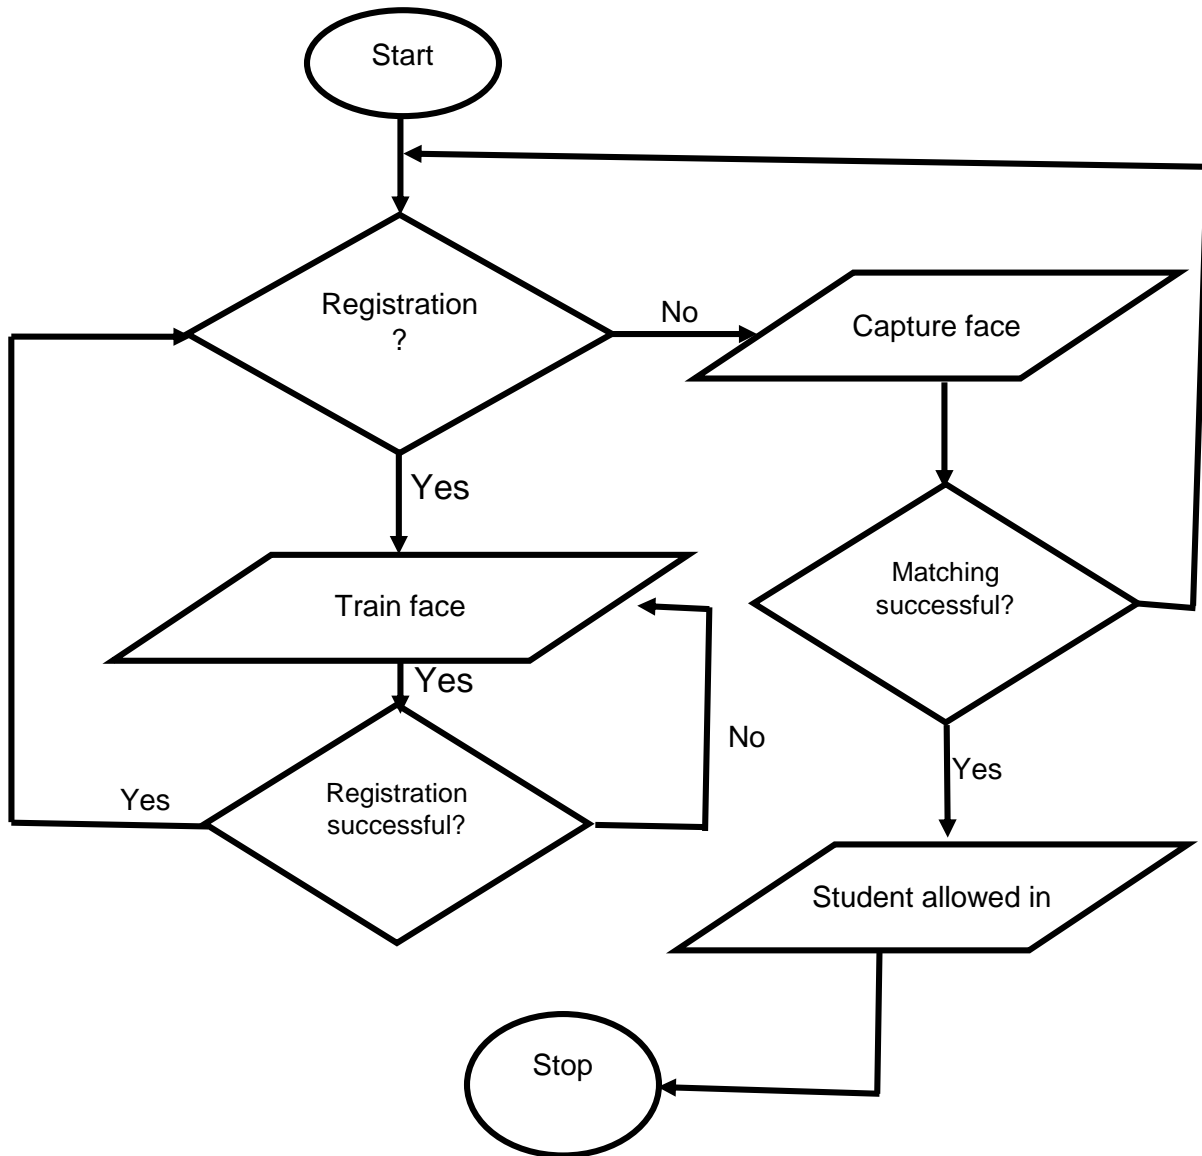 Start
Registration
?
No
Capture face
Yes
Matching
successful?
Train face
Yes
No
Yes
Registration
successful?
Yes
Student allowed in
Stop